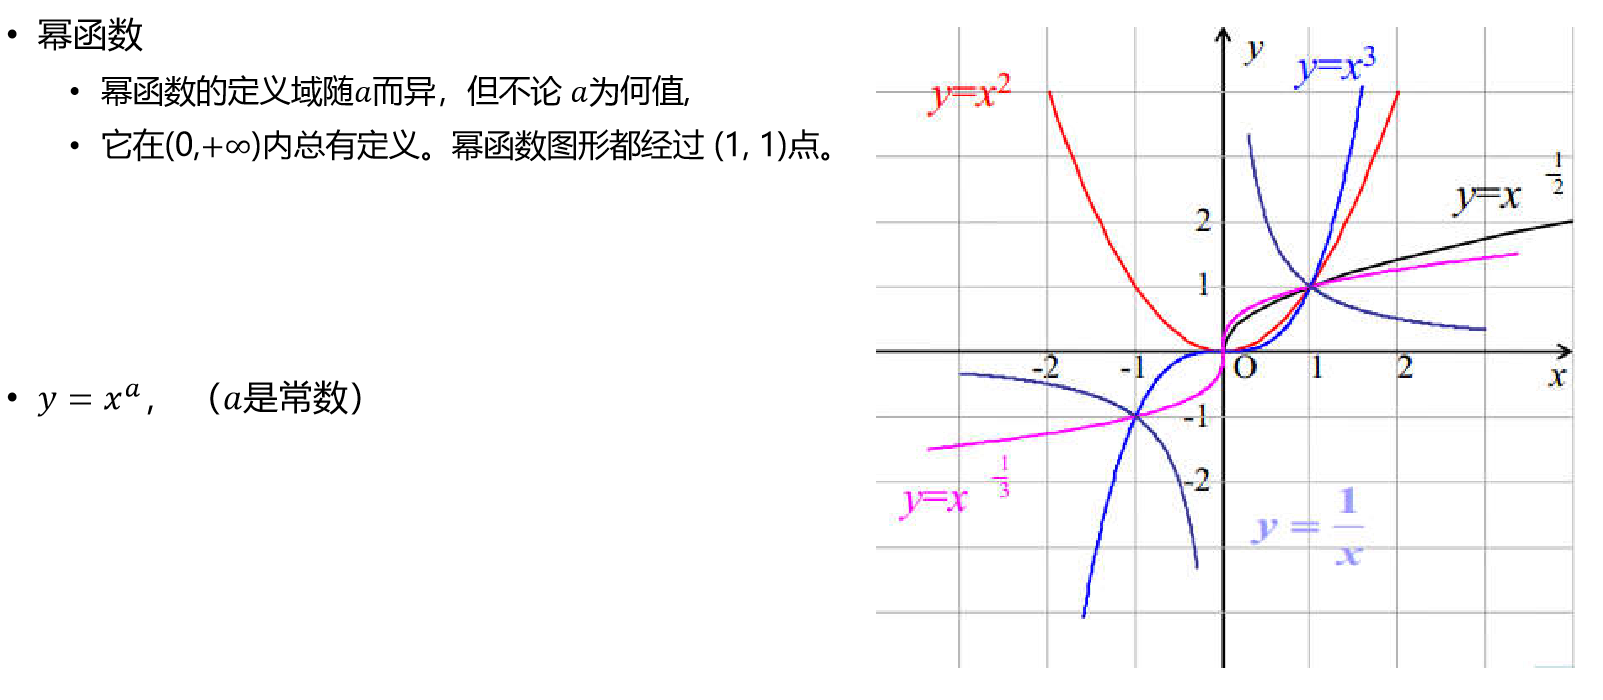 • 幂函数
• 幂函数的定义域随a而异，但不论 a为何值,
• 它在(0,+∞)内总有定义。幂函数图形都经过 (1, 1)点。
• y = x^a， （a是常数）
y
y=x^3
y=x^2
y=x^{1/2}
2
1
-2
-1
O
1
2
x
-1
-2
y=x^{1/3}
y = 1/x